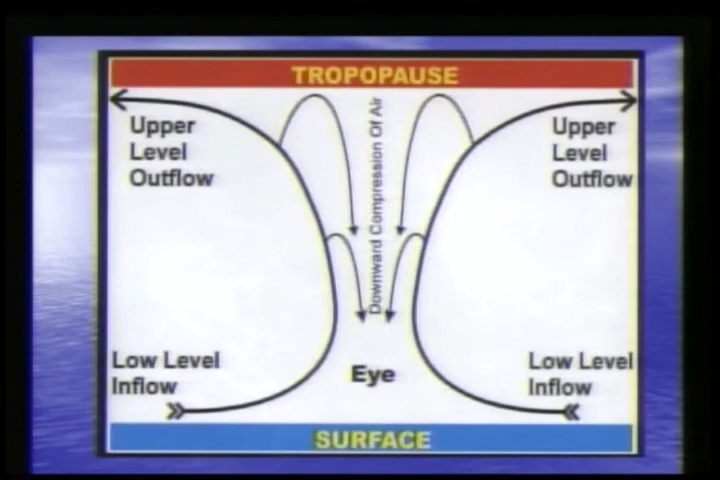 TROPOPAUSE
Upper
Level
Outflow
Downward Compression Of Air
Upper
Level
Outflow
Low Level
Inflow
Eye
Low Level
Inflow
SURFACE